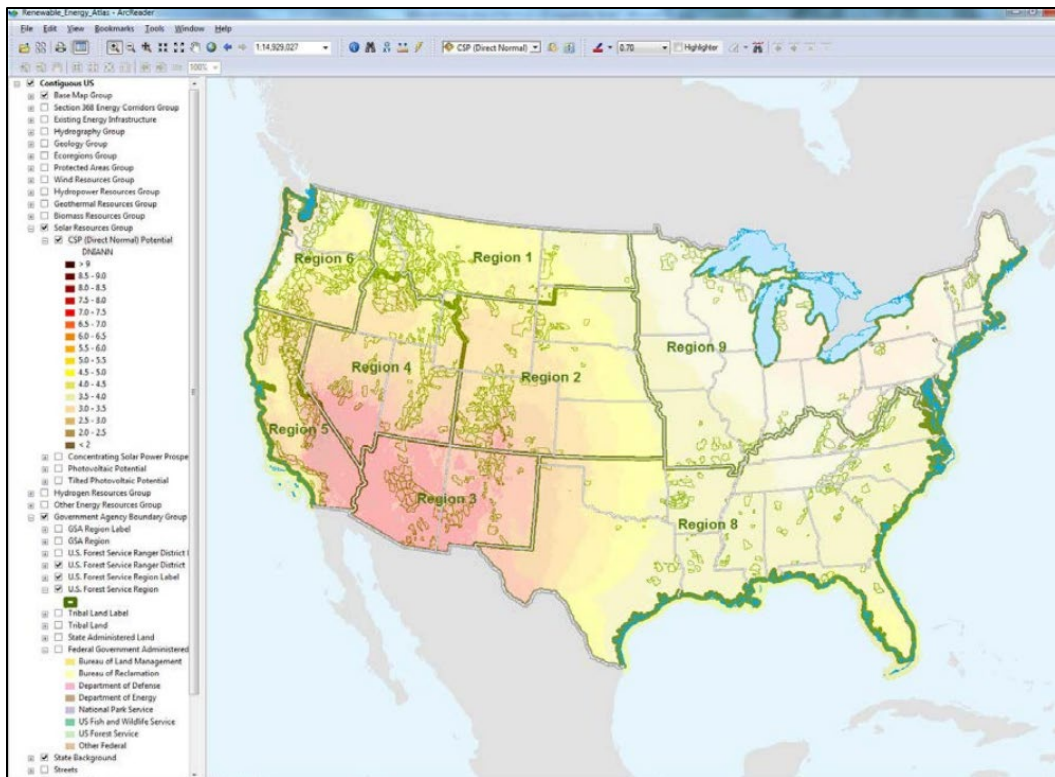 Renewable_Energy_Atlas - ArcReader
File Edit View Bookmarks Tools Window Help
1:14,929,027
CSP (Direct Normal)
0.70
Highlighter
100%
Contiguous US
Base Map Group
Section 368 Energy Corridors Group
Existing Energy Infrastructure
Hydrography Group
Geology Group
Ecoregions Group
Protected Areas Group
Wind Resources Group
Hydropower Resources Group
Geothermal Resources Group
Biomass Resources Group
Solar Resources Group
CSP (Direct Normal) Potential
DNIANN
> 9
8.5 - 9.0
8.0 - 8.5
7.5 - 8.0
7.0 - 7.5
6.5 - 7.0
6.0 - 6.5
5.5 - 6.0
5.0 - 5.5
4.5 - 5.0
4.0 - 4.5
3.5 - 4.0
3.0 - 3.5
2.5 - 3.0
2.0 - 2.5
< 2
Concentrating Solar Power Prospe
Photovoltaic Potential
Tilted Photovoltaic Potential
Hydrogen Resources Group
Other Energy Resources Group
Government Agency Boundary Group
GSA Region Label
GSA Region
U.S. Forest Service Ranger District
U.S. Forest Service Ranger District
U.S. Forest Service Region Label
U.S. Forest Service Region
Tribal Land Label
Tribal Land
State Administered Land
Federal Government Administered
Bureau of Land Management
Bureau of Reclamation
Department of Defense
Department of Energy
National Park Service
US Fish and Wildlife Service
US Forest Service
Other Federal
State Background
Streets
Region 6
Region 1
Region 9
Region 4
Region 2
Region 5
Region 3
Region 8